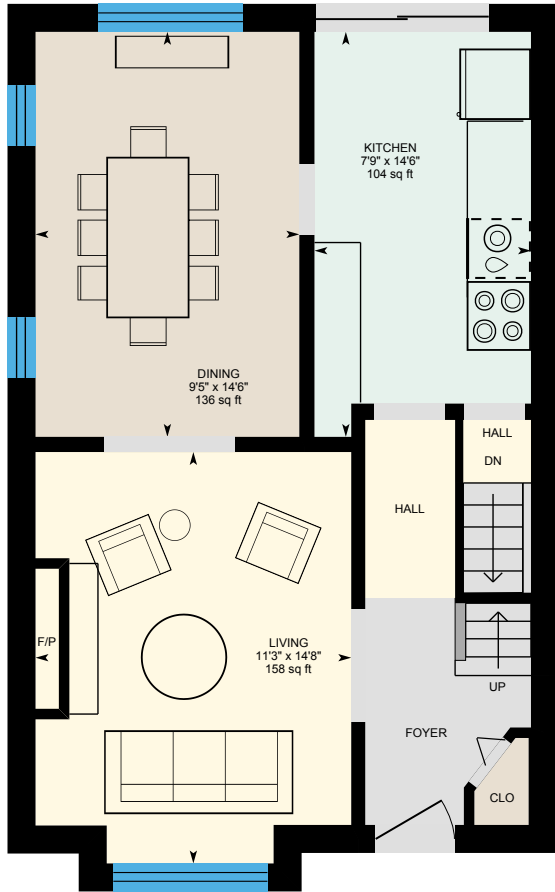 KITCHEN
7'9" x 14'6"
104 sq ft
DINING
9'5" x 14'6"
136 sq ft
HALL
DN
HALL
F/P
LIVING
11'3" x 14'8"
158 sq ft
UP
FOYER
CLO